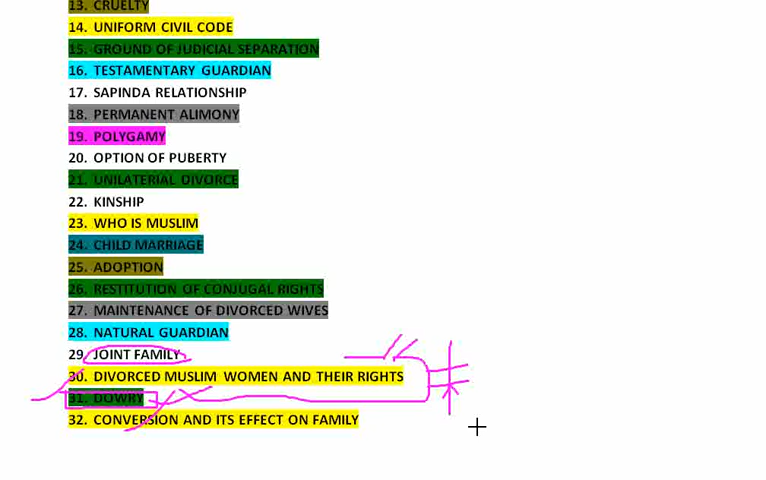 13. CRUELTY
14. UNIFORM CIVIL CODE
15. GROUND OF JUDICIAL SEPARATION
16. TESTAMENTARY GUARDIAN
17. SAPINDA RELATIONSHIP
18. PERMANENT ALIMONY
19. POLYGAMY
20. OPTION OF PUBERTY
21. UNILATERIAL DIVORCE
22. KINSHIP
23. WHO IS MUSLIM
24. CHILD MARRIAGE
25. ADOPTION
26. RESTITUTION OF CONJUGAL RIGHTS
27. MAINTENANCE OF DIVORCED WIVES
28. NATURAL GUARDIAN
29. JOINT FAMILY
30. DIVORCED MUSLIM WOMEN AND THEIR RIGHTS
31. DOWRY
32. CONVERSION AND ITS EFFECT ON FAMILY